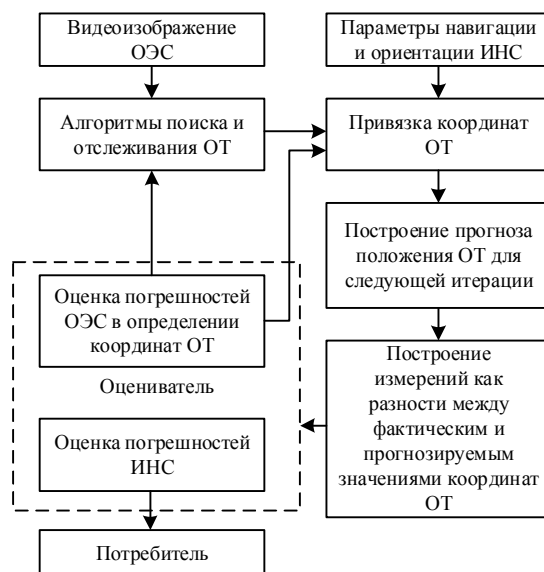 Видеоизображение
ОЭС
Параметры навигации
и ориентации ИНС
Алгоритмы поиска и
отслеживания ОТ
Привязка координат
ОТ
Построение прогноза
положения ОТ для
следующей итерации
Оценка погрешностей
ОЭС в определении
координат ОТ
Оцениватель
Оценка погрешностей
ИНС
Построение
измерений как
разности между
фактическим и
прогнозируемым
значениями координат
ОТ
Потребитель